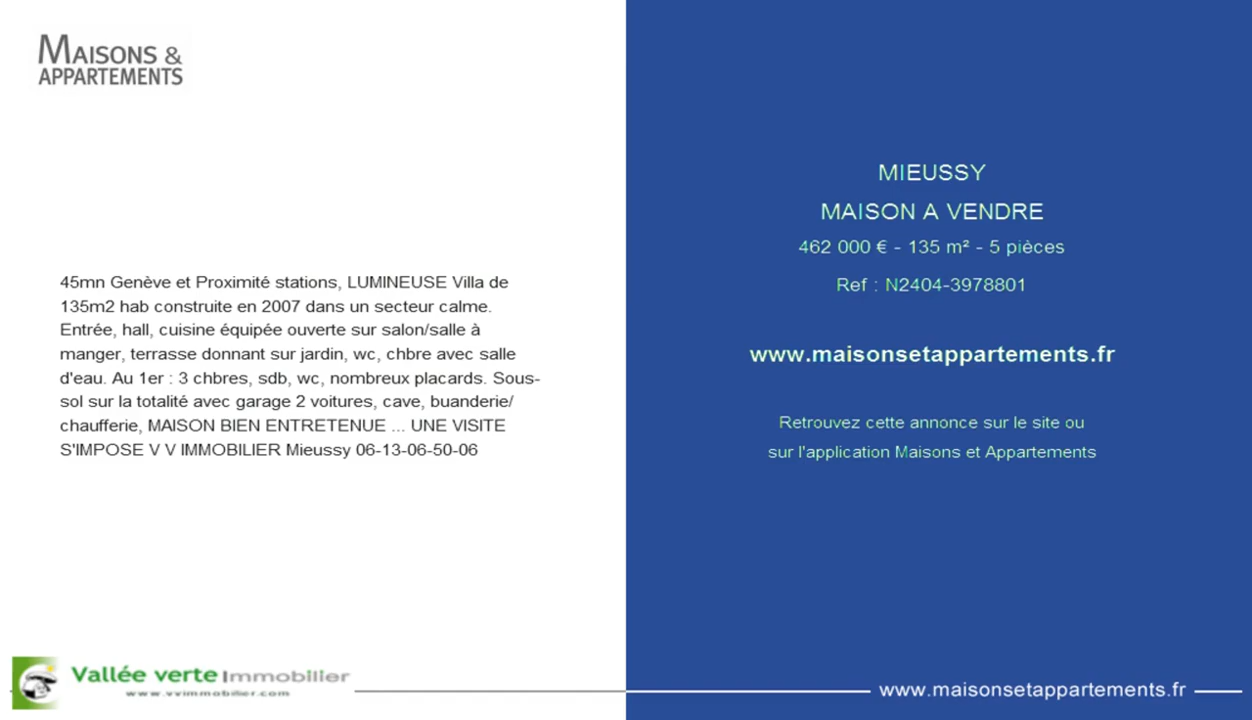 MAISONS &
APPARTEMENTS
45mn Genève et Proximité stations, LUMINEUSE Villa de
135m2 hab construite en 2007 dans un secteur calme.
Entrée, hall, cuisine équipée ouverte sur salon/salle à
manger, terrasse donnant sur jardin, wc, chbre avec salle
d'eau. Au 1er : 3 chbres, sdb, wc, nombreux placards. Sous-
sol sur la totalité avec garage 2 voitures, cave, buanderie/
chaufferie, MAISON BIEN ENTRETENUE ... UNE VISITE
S'IMPOSE V V IMMOBILIER Mieussy 06-13-06-50-06
Vallée verte Immobilier
www.vvimmobilier.com
MIEUSSY
MAISON A VENDRE
462 000 € - 135 m² - 5 pièces
Ref : N2404-3978801
www.maisonsetappartements.fr
Retrouvez cette annonce sur le site ou
sur l'application Maisons et Appartements
www.maisonsetappartements.fr